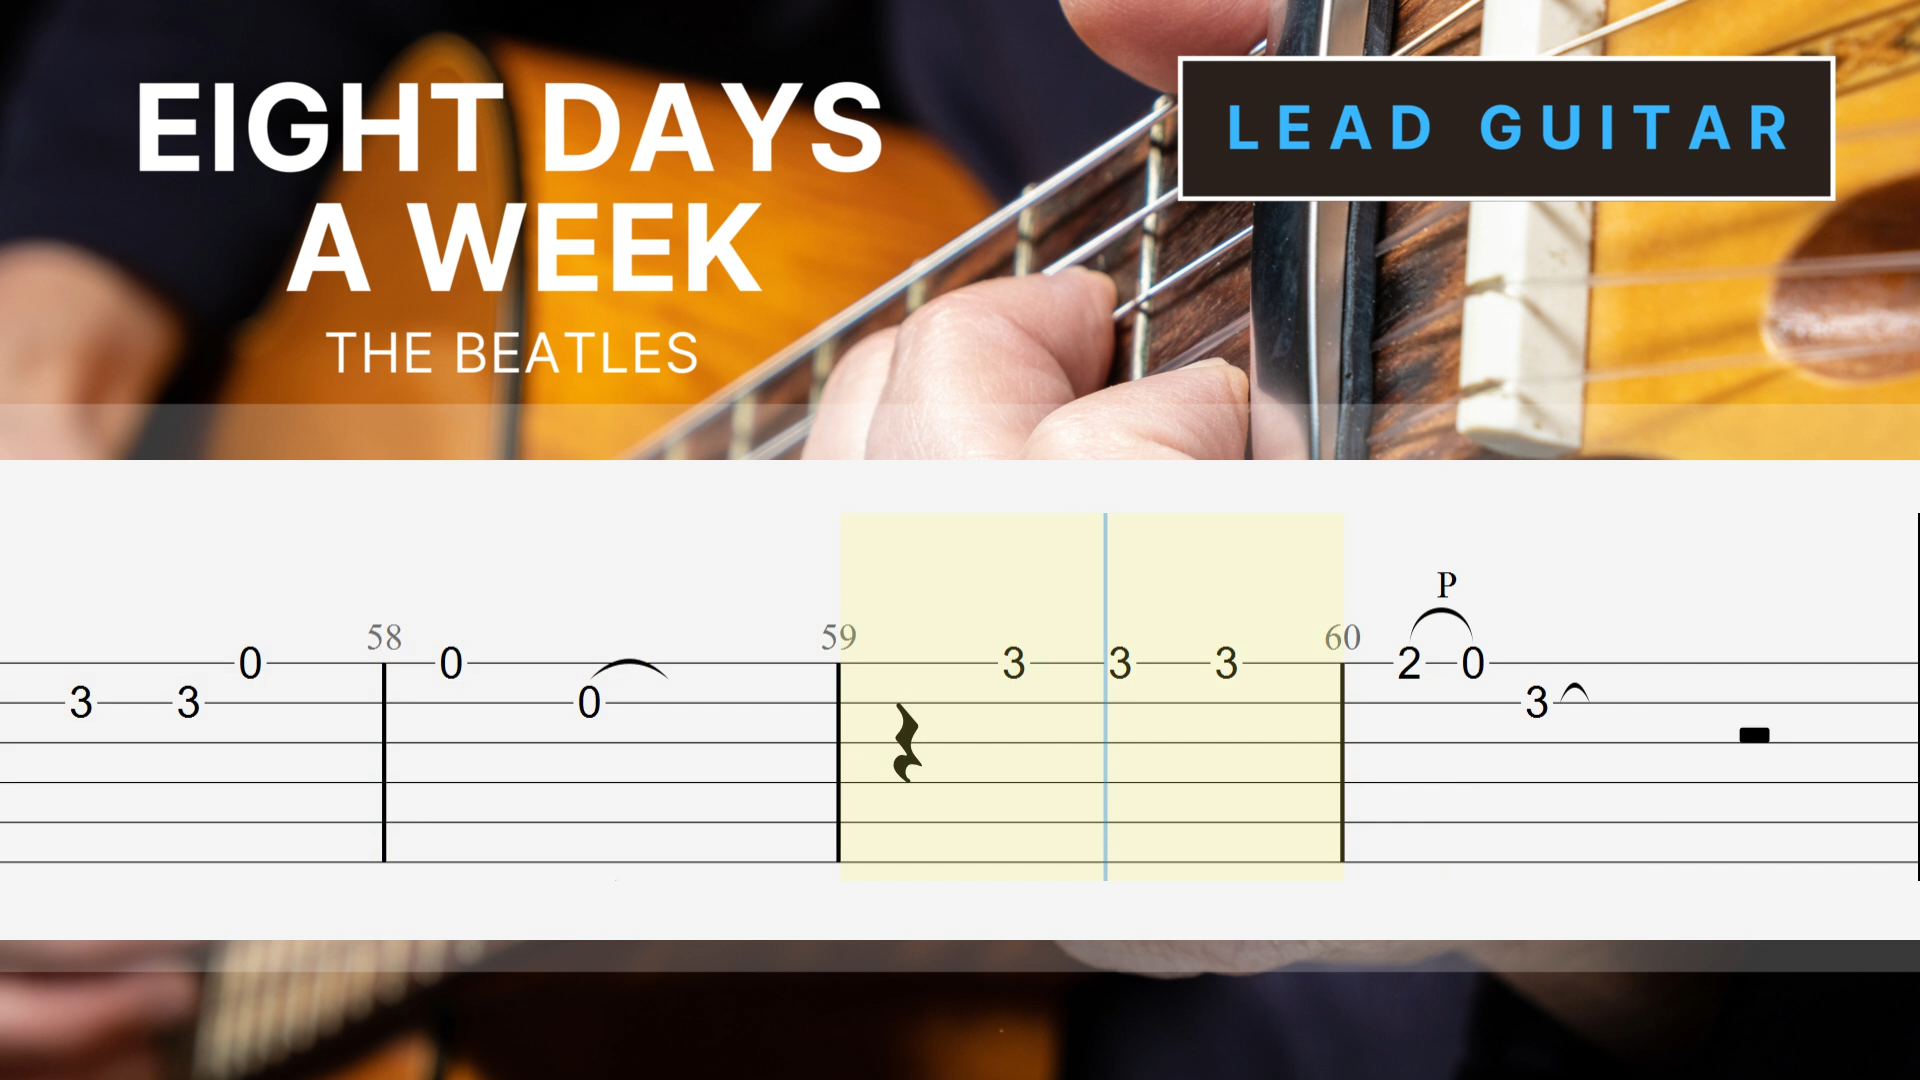 EIGHT DAYS
A WEEK
THE BEATLES
LEAD GUITAR
P
58 59 60
0 0 3 3 3 2 0
3 3 0 3